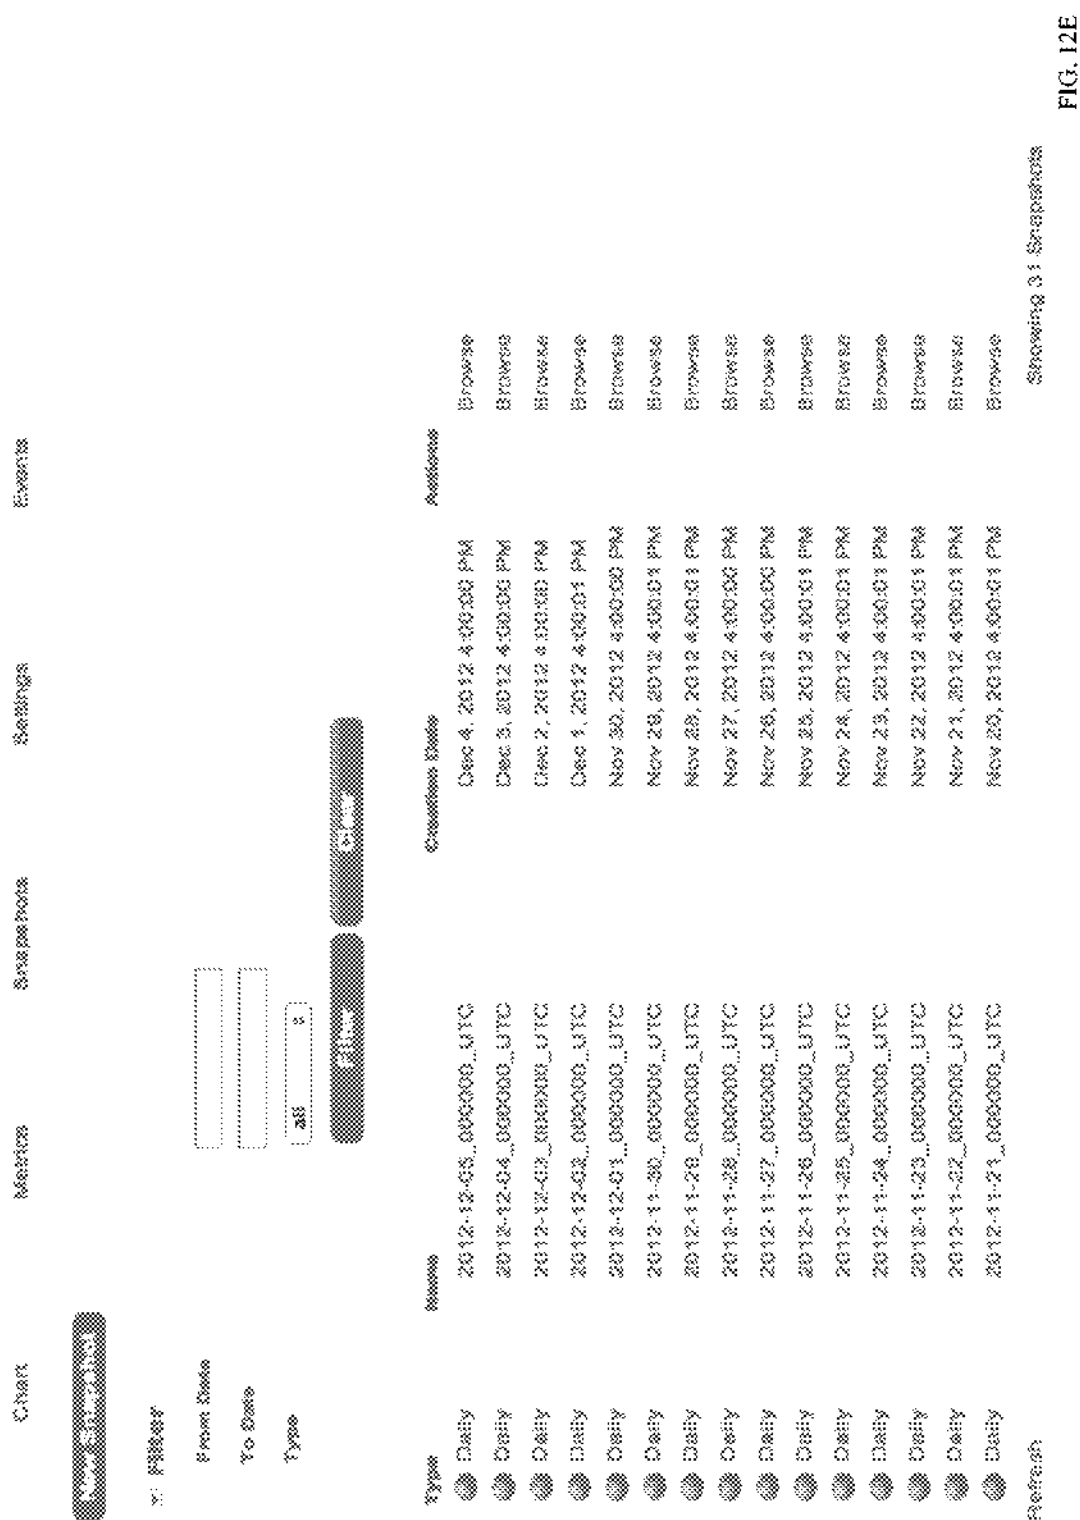 Chart Metrics Snapshots Settings Events
New Snapshot
Filter
From Date
To Date
Type all
Filter Clear
Type Name Creation Date Actions
Daily 2012-12-05_000000_UTC Dec 4, 2012 4:00:00 PM Browse
Daily 2012-12-04_000000_UTC Dec 3, 2012 4:00:00 PM Browse
Daily 2012-12-03_000000_UTC Dec 2, 2012 4:00:00 PM Browse
Daily 2012-12-02_000000_UTC Dec 1, 2012 4:00:01 PM Browse
Daily 2012-12-01_000000_UTC Nov 30, 2012 4:00:00 PM Browse
Daily 2012-11-30_000000_UTC Nov 29, 2012 4:00:01 PM Browse
Daily 2012-11-29_000000_UTC Nov 28, 2012 4:00:01 PM Browse
Daily 2012-11-28_000000_UTC Nov 27, 2012 4:00:00 PM Browse
Daily 2012-11-27_000000_UTC Nov 26, 2012 4:00:00 PM Browse
Daily 2012-11-26_000000_UTC Nov 25, 2012 4:00:01 PM Browse
Daily 2012-11-25_000000_UTC Nov 24, 2012 4:00:01 PM Browse
Daily 2012-11-24_000000_UTC Nov 23, 2012 4:00:01 PM Browse
Daily 2012-11-23_000000_UTC Nov 22, 2012 4:00:01 PM Browse
Daily 2012-11-22_000000_UTC Nov 21, 2012 4:00:01 PM Browse
Daily 2012-11-21_000000_UTC Nov 20, 2012 4:00:01 PM Browse
Refresh Showing 31 Snapshots
FIG. 12E